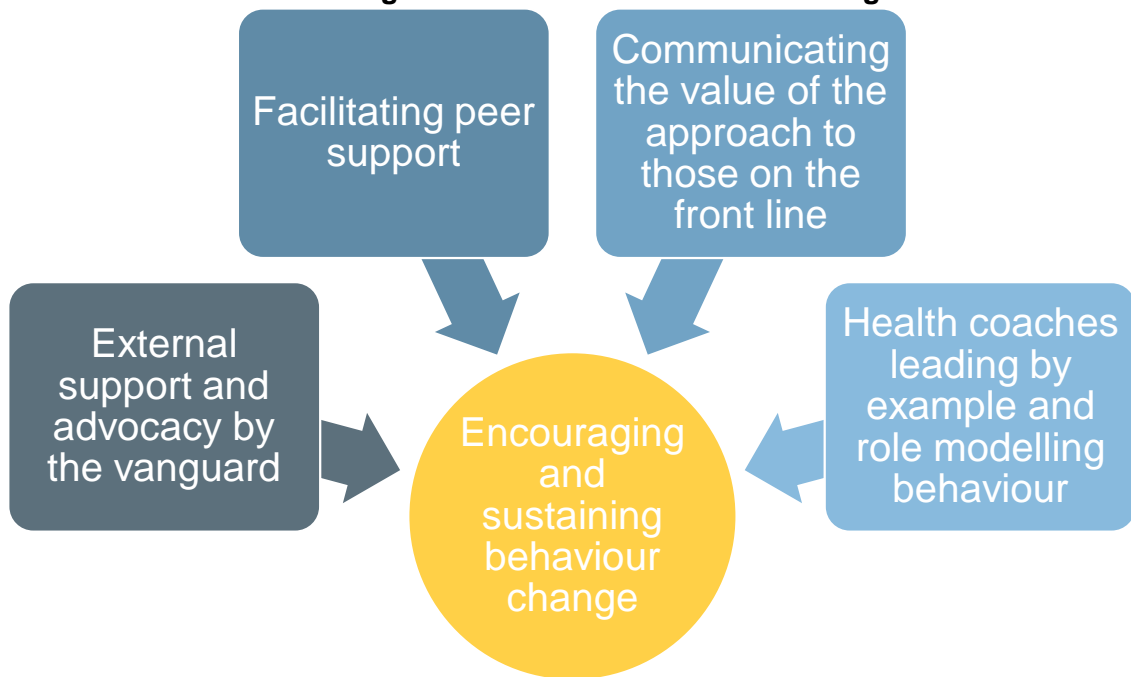 Facilitating peer
support
Communicating
the value of the
approach to
those on the
front line
External
support and
advocacy by
the vanguard
Health coaches
leading by
example and
role modelling
behaviour
Encouraging
and
sustaining
behaviour
change